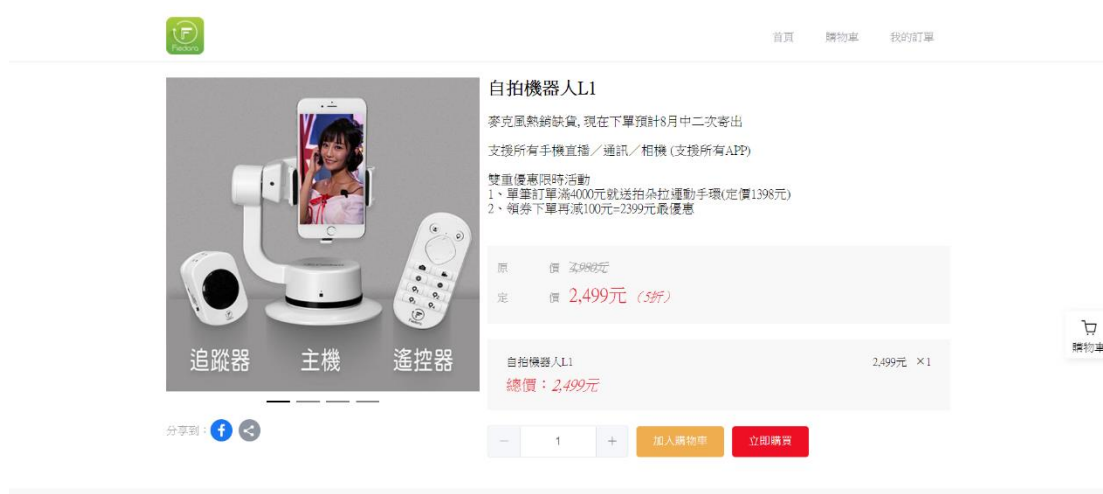 Fiedora
首頁
購物車
我的訂單
自拍機器人L1
麥克風熱銷缺貨, 現在下單預計8月中二次寄出
支援所有手機直播／通訊／相機 (支援所有APP)
雙重優惠限時活動
1、單筆訂單滿4000元就送拍朵拉運動手環(定價1398元)
2、領券下單再減100元=2399元最優惠
原 價
定 價 2,499元 (5折)
追蹤器 主機 遙控器
自拍機器人L1 2,499元 ×1
總價：2,499元
分享到：
− 1 + 加入購物車 立即購買
購物車